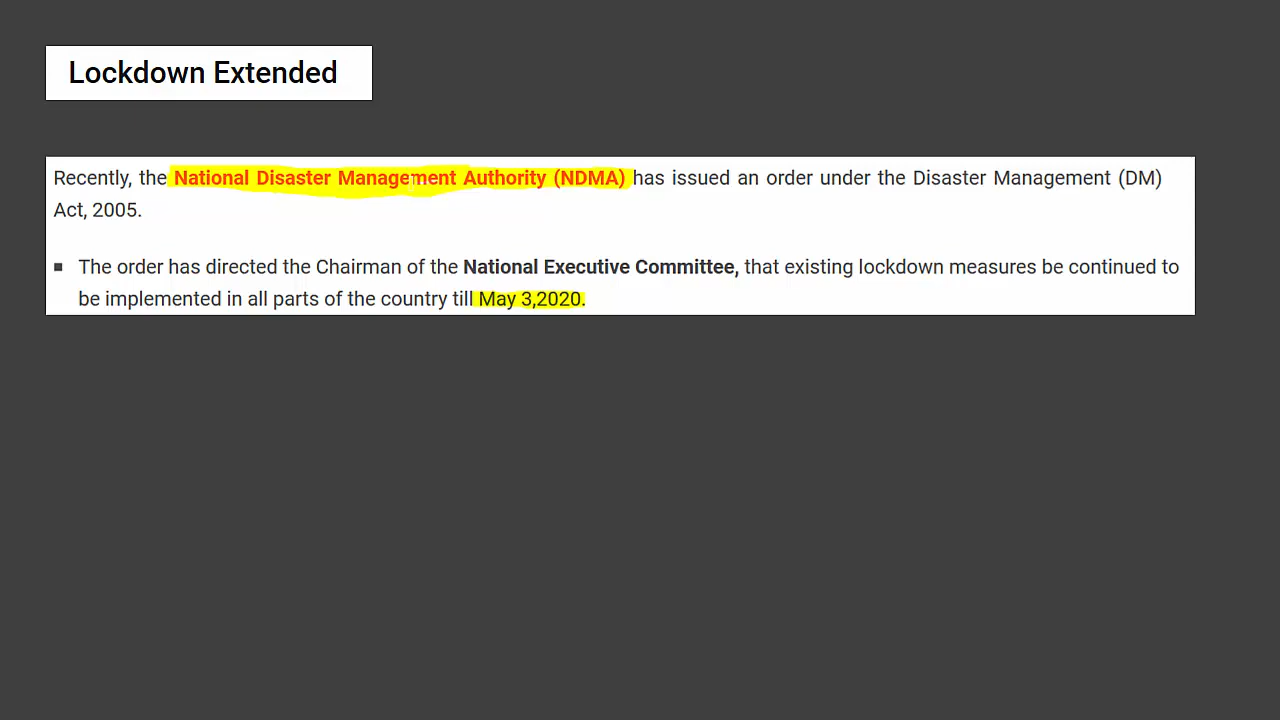 Lockdown Extended
Recently, the National Disaster Management Authority (NDMA) has issued an order under the Disaster Management (DM)
Act, 2005.
▪ The order has directed the Chairman of the National Executive Committee, that existing lockdown measures be continued to
be implemented in all parts of the country till May 3,2020.